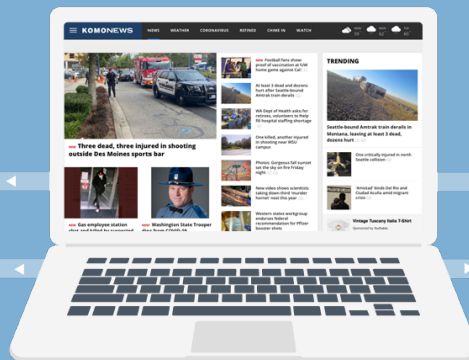 KOMONEWS
NEWS
WEATHER
CORONAVIRUS
REFINED
CHIME IN
WATCH
Three dead, three injured in shooting
outside Des Moines sports bar
Gas employee station
Washington State Trooper
Football fans show
proof of vaccination at UW
home game against Cal
At least 3 dead and dozens
hurt after Seattle-bound
Amtrak train derails
WA Dept of Health asks for
retirees, volunteers to help
fill hospital staffing shortage
One killed, another
injured in shooting near WSU
campus
Photos: Gorgeous fall sunset
set the sky on fire Friday
night
New video shows scientists
taking down third 'murder
hornet' nest this year
Western states workgroup
endorses federal
recommendation for Pfizer
booster shots
TRENDING
Seattle-bound Amtrak train derails in
Montana, leaving at least 3 dead,
dozens hurt
One critically injured in north
Seattle collision
'Amistad' binds Del Rio and
Ciudad Acuña amid migrant
crisis
Vintage Tuscany Italia T-Shirt